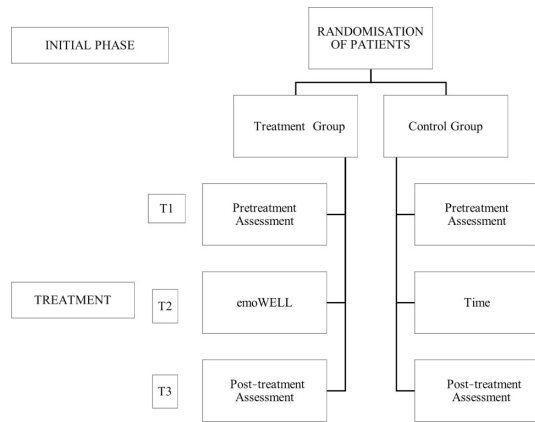 INITIAL PHASE
RANDOMISATION
OF PATIENTS
Treatment Group
Control Group
T1
Pretreatment
Assessment
Pretreatment
Assessment
TREATMENT
T2
emoWELL
Time
T3
Post-treatment
Assessment
Post-treatment
Assessment